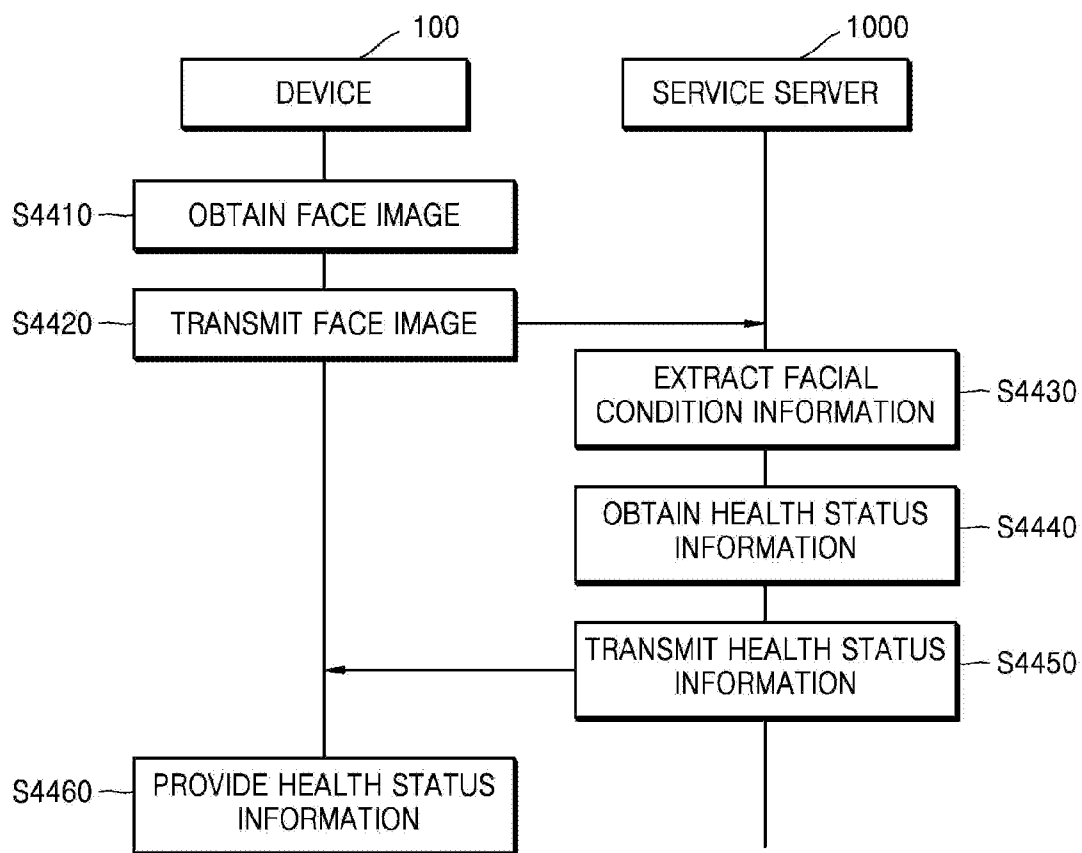 100
1000
DEVICE
SERVICE SERVER
S4410
OBTAIN FACE IMAGE
S4420
TRANSMIT FACE IMAGE
EXTRACT FACIAL
CONDITION INFORMATION
S4430
OBTAIN HEALTH STATUS
INFORMATION
S4440
TRANSMIT HEALTH STATUS
INFORMATION
S4450
S4460
PROVIDE HEALTH STATUS
INFORMATION